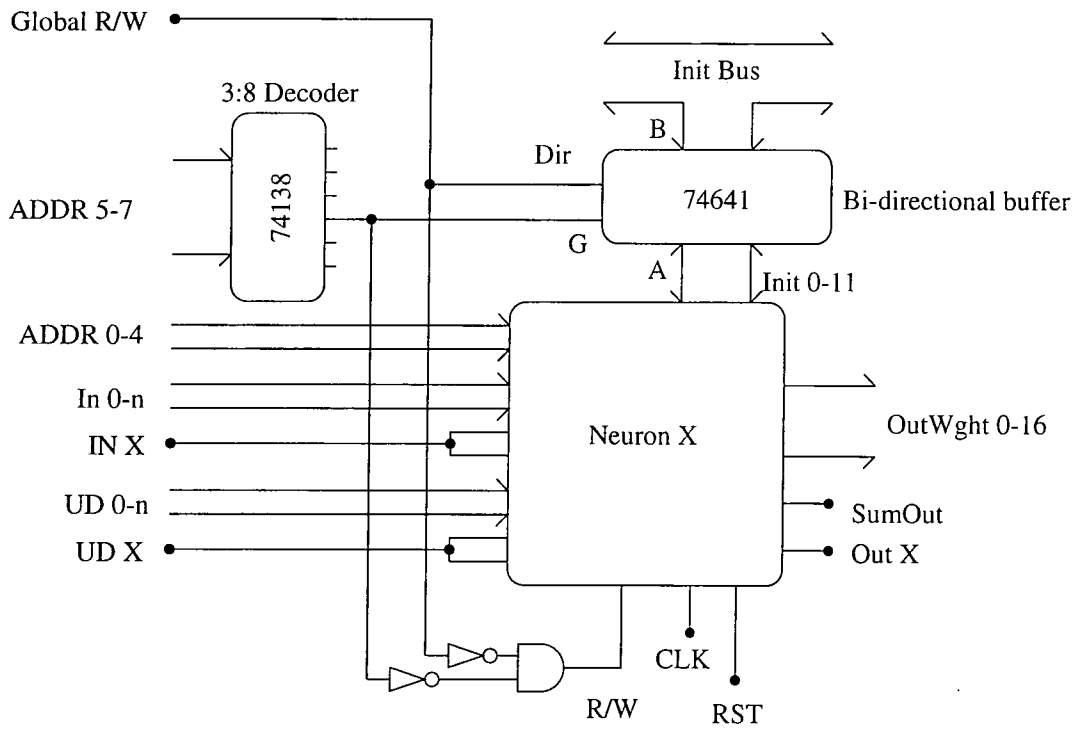 Global R/W
Init Bus
3:8 Decoder
B
Dir
74138
74641
Bi-directional buffer
ADDR 5-7
G
A
Init 0-11
ADDR 0-4
In 0-n
Neuron X
OutWght 0-16
IN X
UD 0-n
SumOut
UD X
Out X
CLK
R/W
RST